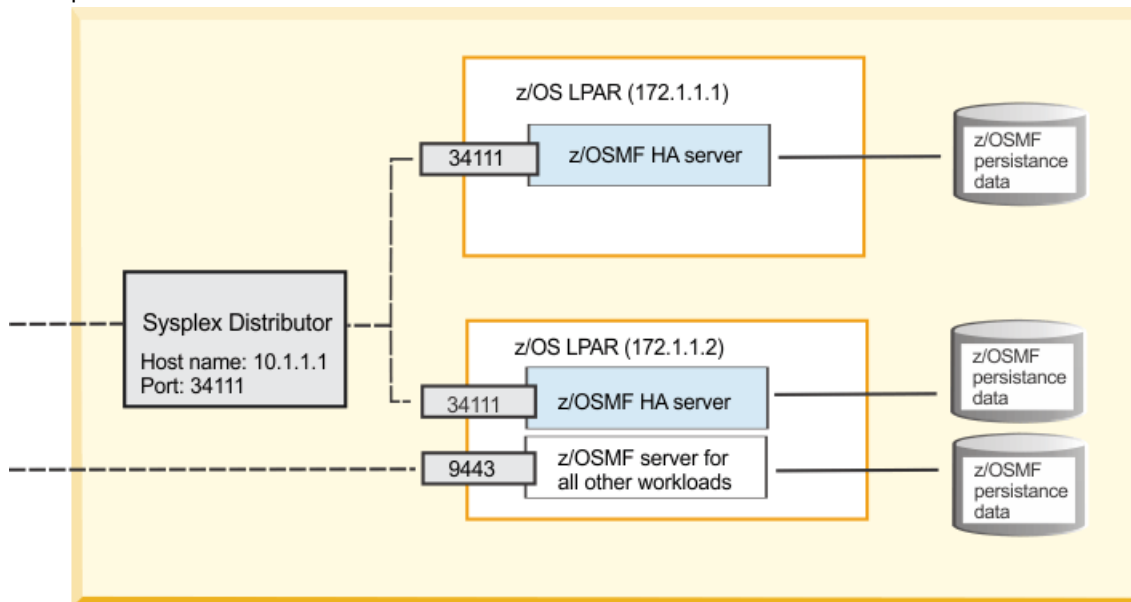 z/OS LPAR (172.1.1.1)
34111
z/OSMF HA server
z/OSMF
persistance
data
Sysplex Distributor
Host name: 10.1.1.1
Port: 34111
z/OS LPAR (172.1.1.2)
34111
z/OSMF HA server
z/OSMF
persistance
data
9443
z/OSMF server for
all other workloads
z/OSMF
persistance
data